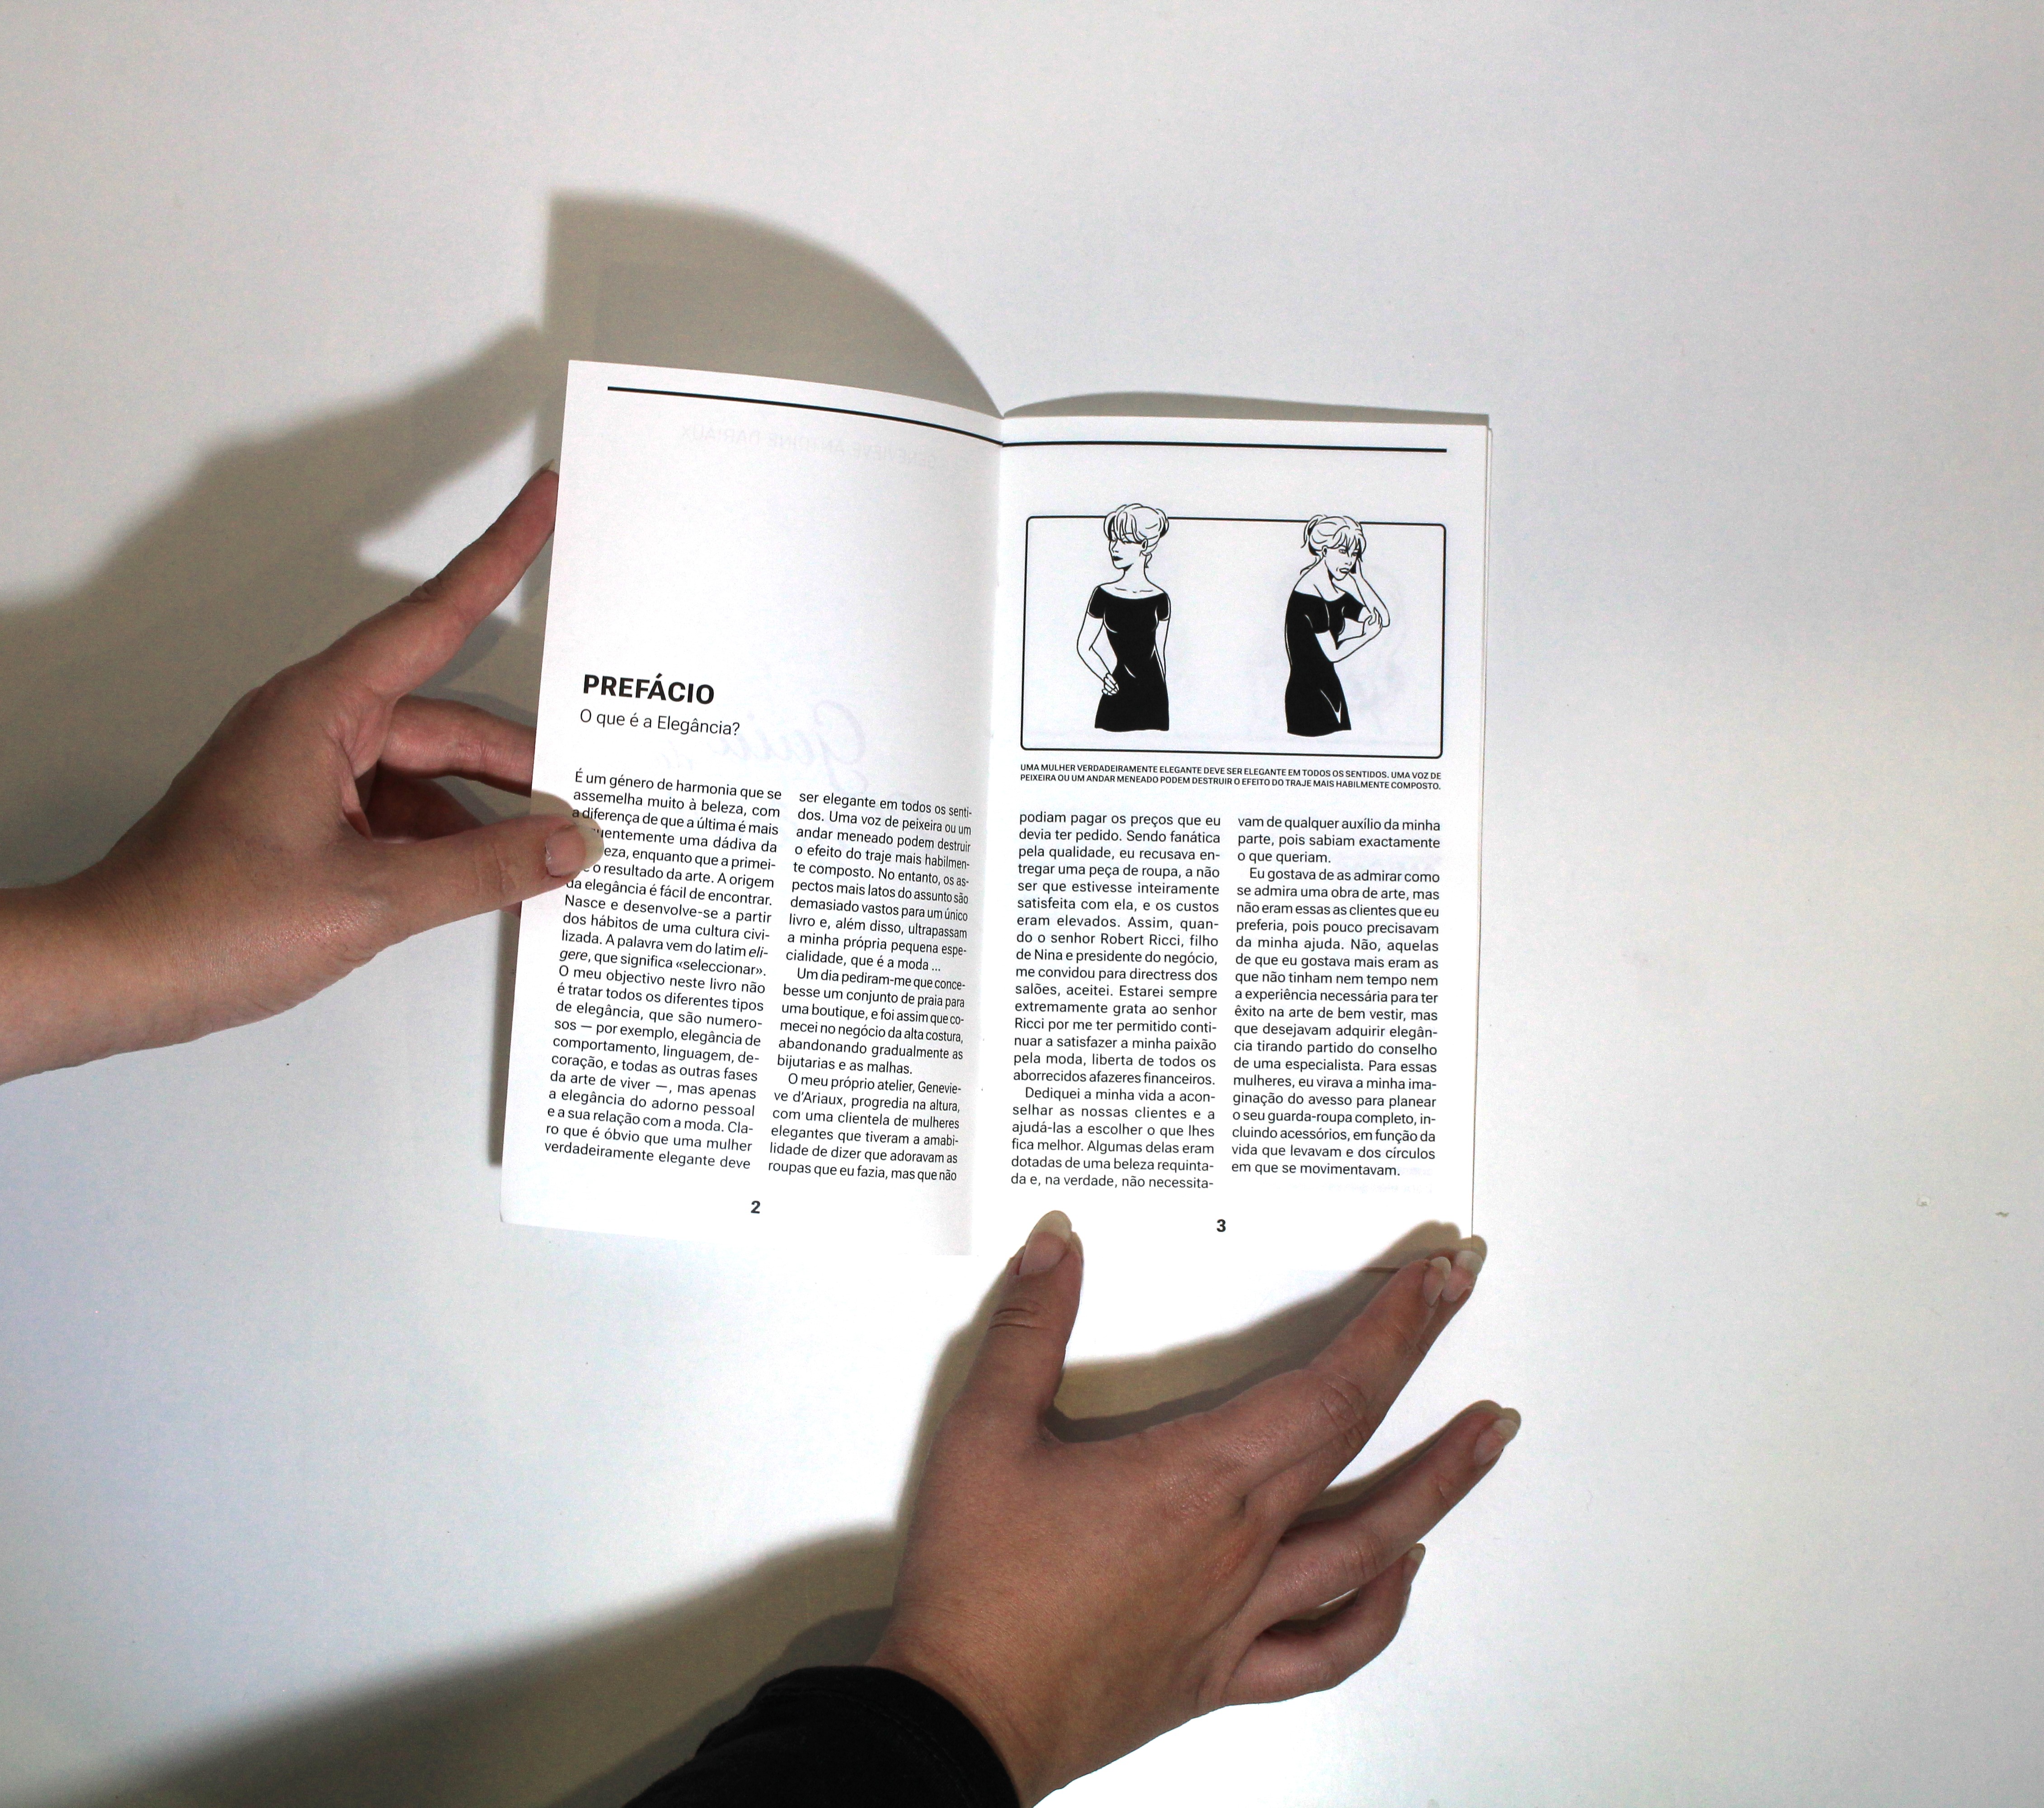 PREFÁCIO
O que é a Elegância?
É um género de harmonia que se
assemelha muito à beleza, com
a diferença de que a última é mais
uentemente uma dádiva da
eza, enquanto que a primei-
o resultado da arte. A origem
da elegância é fácil de encontrar.
Nasce e desenvolve-se a partir
dos hábitos de uma cultura civi-
lizada. A palavra vem do latim eli-
gere, que significa «seleccionar».
O meu objectivo neste livro não
é tratar todos os diferentes tipos
de elegância, que são numero-
sos — por exemplo, elegância de
comportamento, linguagem, de-
coração, e todas as outras fases
da arte de viver —, mas apenas
a elegância do adorno pessoal
e a sua relação com a moda. Cla-
ro que é óbvio que uma mulher
verdadeiramente elegante deve
ser elegante em todos os senti-
dos. Uma voz de peixeira ou um
andar meneado podem destruir
o efeito do traje mais habilmen-
te composto. No entanto, os as-
pectos mais latos do assunto são
demasiado vastos para um único
livro e, além disso, ultrapassam
a minha própria pequena espe-
cialidade, que é a moda ...
Um dia pediram-me que conce-
besse um conjunto de praia para
uma boutique, e foi assim que co-
mecei no negócio da alta costura,
abandonando gradualmente as
bijutarias e as malhas.
O meu próprio atelier, Genevie-
ve d'Ariaux, progredia na altura,
com uma clientela de mulheres
elegantes que tiveram a amabi-
lidade de dizer que adoravam as
roupas que eu fazia, mas que não
2
UMA MULHER VERDADEIRAMENTE ELEGANTE DEVE SER ELEGANTE EM TODOS OS SENTIDOS. UMA VOZ DE
PEIXEIRA OU UM ANDAR MENEADO PODEM DESTRUIR O EFEITO DO TRAJE MAIS HABILMENTE COMPOSTO.
podiam pagar os preços que eu
devia ter pedido. Sendo fanática
pela qualidade, eu recusava en-
tregar uma peça de roupa, a não
ser que estivesse inteiramente
satisfeita com ela, e os custos
eram elevados. Assim, quan-
do o senhor Robert Ricci, filho
de Nina e presidente do negócio,
me convidou para directress dos
salões, aceitei. Estarei sempre
extremamente grata ao senhor
Ricci por me ter permitido conti-
nuar a satisfazer a minha paixão
pela moda, liberta de todos os
aborrecidos afazeres financeiros.
Dediquei a minha vida a acon-
selhar as nossas clientes e a
ajudá-las a escolher o que lhes
fica melhor. Algumas delas eram
dotadas de uma beleza requinta-
da e, na verdade, não necessita-
vam de qualquer auxílio da minha
parte, pois sabiam exactamente
o que queriam.
Eu gostava de as admirar como
se admira uma obra de arte, mas
não eram essas as clientes que eu
preferia, pois pouco precisavam
da minha ajuda. Não, aquelas
de que eu gostava mais eram as
que não tinham nem tempo nem
a experiência necessária para ter
êxito na arte de bem vestir, mas
que desejavam adquirir elegân-
cia tirando partido do conselho
de uma especialista. Para essas
mulheres, eu virava a minha ima-
ginação do avesso para planear
o seu guarda-roupa completo, in-
cluindo acessórios, em função da
vida que levavam e dos círculos
em que se movimentavam.
3